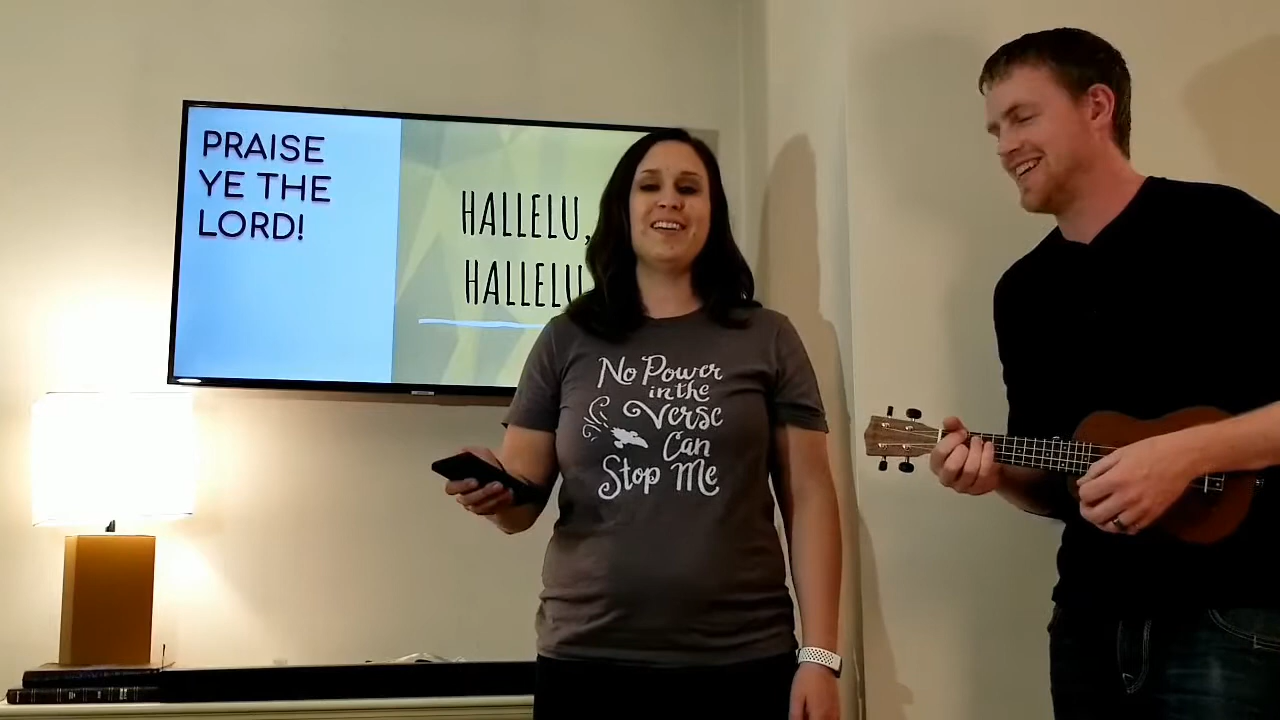 PRAISE
YE THE
LORD!
HALLELU,
HALLELU
No Power
in the
Verse
Can
Stop Me